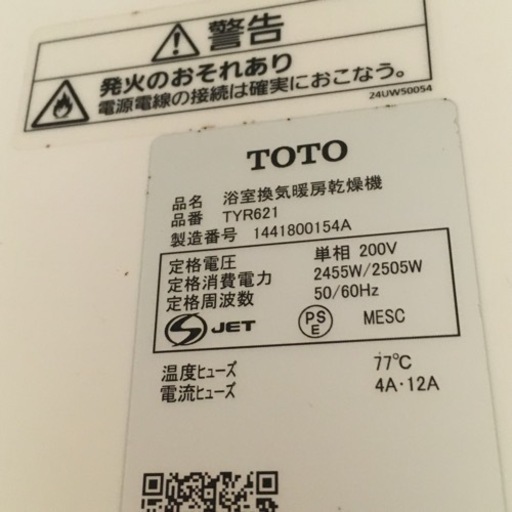 警告
発火のおそれあり
電源電線の接続は確実におこなう。
24UW50054
TOTO
品名 浴室換気暖房乾燥機
品番 TYR621
製造番号 1441800154A
定格電圧 単相 200V
定格消費電力 2455W/2505W
定格周波数 50/60Hz
S JET PSE MESC
温度ヒューズ 77℃
電流ヒューズ 4A·12A